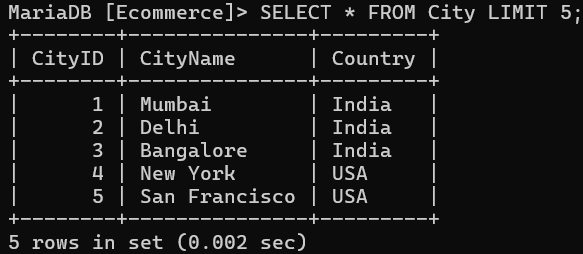 MariaDB [Ecommerce]> SELECT * FROM City LIMIT 5;
+--------+---------------+---------+
| CityID | CityName      | Country |
+--------+---------------+---------+
|      1 | Mumbai        | India   |
|      2 | Delhi         | India   |
|      3 | Bangalore     | India   |
|      4 | New York      | USA     |
|      5 | San Francisco | USA     |
+--------+---------------+---------+
5 rows in set (0.002 sec)